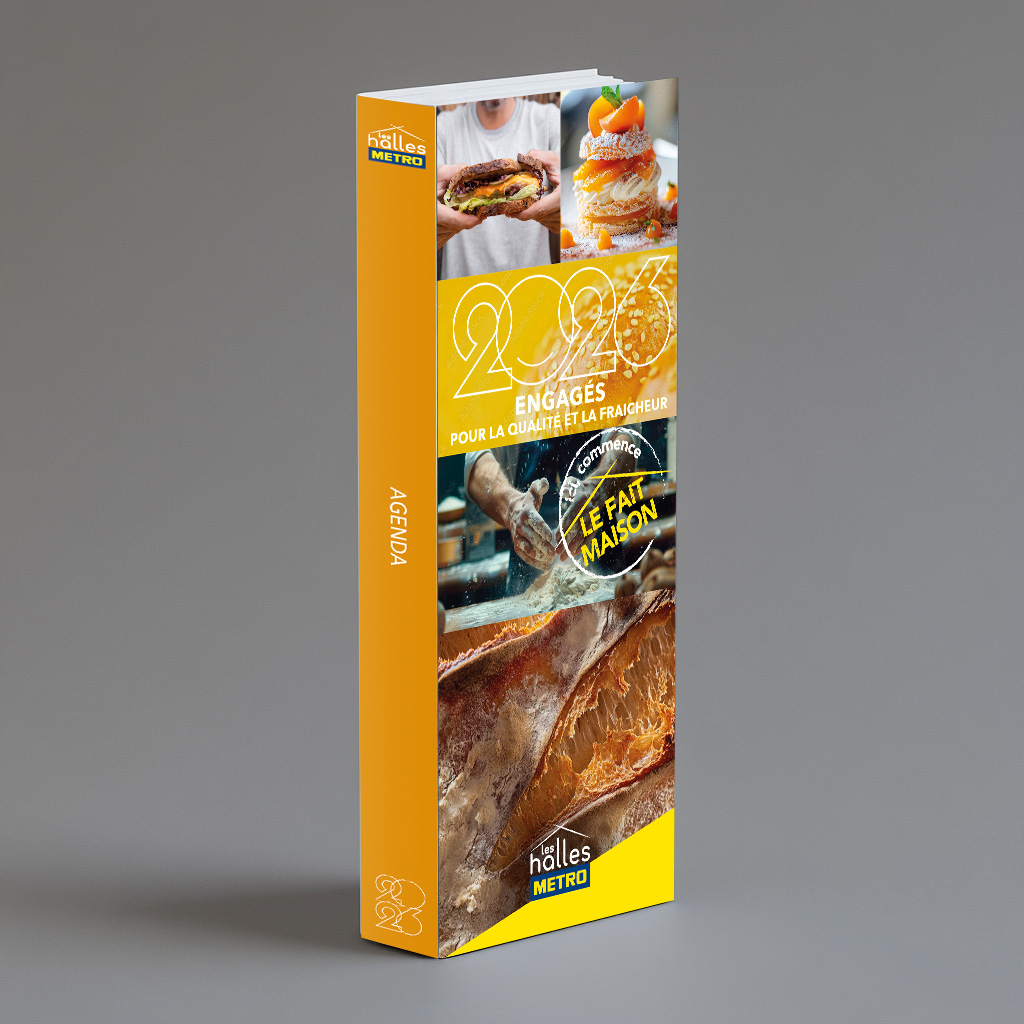 les
halles
METRO
AGENDA
2026
2026
ENGAGÉS
POUR LA QUALITÉ ET LA FRAICHEUR
commence
LE FAIT
MAISON
les
halles
METRO